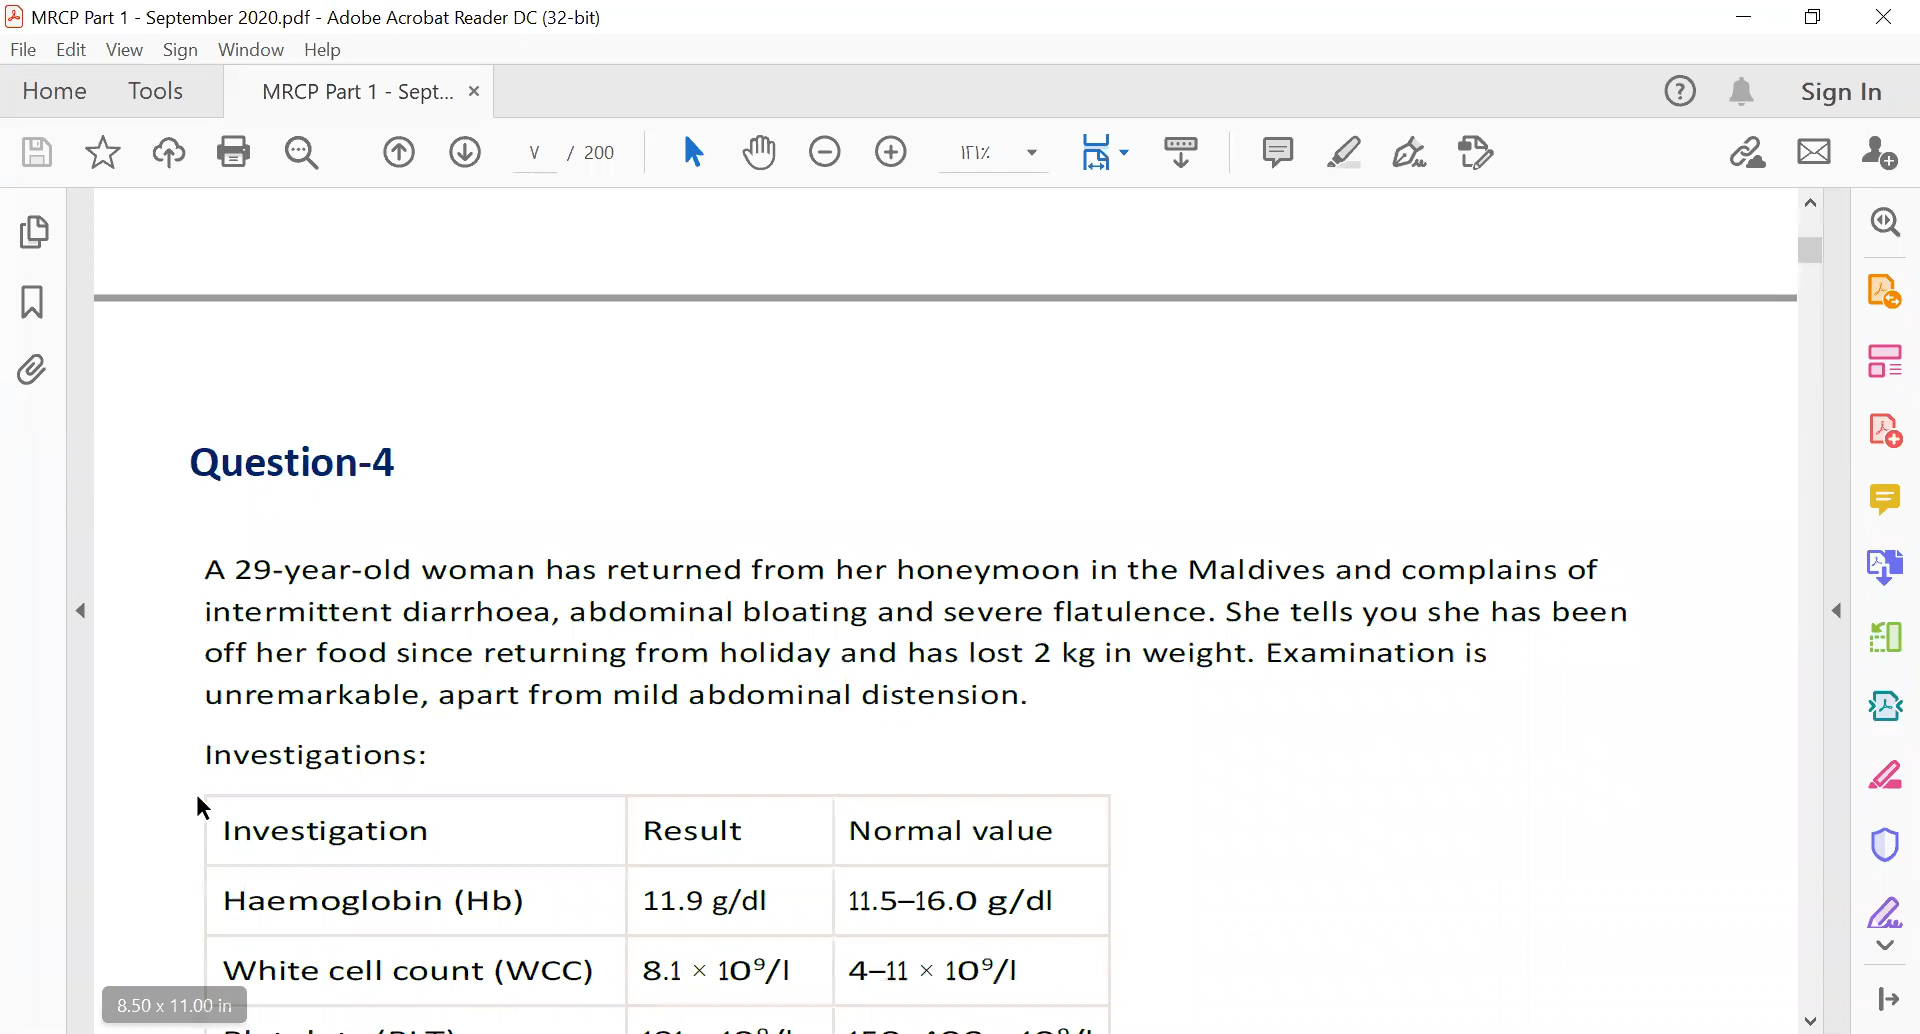 MRCP Part 1 - September 2020.pdf - Adobe Acrobat Reader DC (32-bit)
File Edit View Sign Window Help
Home Tools MRCP Part 1 - Sept... × Sign In
٧ / 200 ١٢١٪
Question-4
A 29-year-old woman has returned from her honeymoon in the Maldives and complains of
intermittent diarrhoea, abdominal bloating and severe flatulence. She tells you she has been
off her food since returning from holiday and has lost 2 kg in weight. Examination is
unremarkable, apart from mild abdominal distension.
Investigations:
Investigation Result Normal value
Haemoglobin (Hb) 11.9 g/dl 11.5–16.0 g/dl
White cell count (WCC) 8.1 × 10⁹/l 4–11 × 10⁹/l
8.50 x 11.00 in